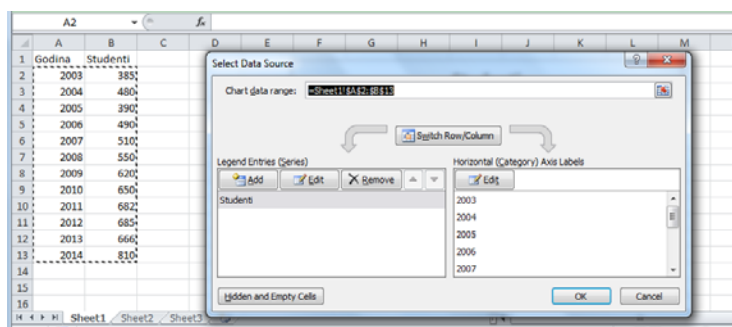 A2
fx
A B C D E F G H I J K L M
1 Godina Studenti
2 2003 385
3 2004 480
4 2005 390
5 2006 490
6 2007 510
7 2008 550
8 2009 620
9 2010 650
10 2011 682
11 2012 685
12 2013 666
13 2014 810
14
15
16
Sheet1 Sheet2 Sheet3
Select Data Source
Chart data range: =Sheet1!$A$2:$B$13
Switch Row/Column
Legend Entries (Series)
Add Edit Remove
Studenti
Horizontal (Category) Axis Labels
Edit
2003
2004
2005
2006
2007
Hidden and Empty Cells
OK Cancel